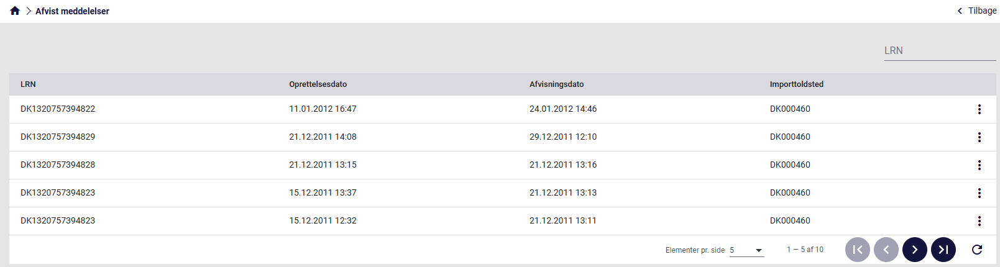 Afvist meddelelser
Tilbage
LRN
LRN Oprettelsesdato Afvisningsdato Importtoldsted
DK1320757394822 11.01.2012 16:47 24.01.2012 14:46 DK000460
DK1320757394829 21.12.2011 14:08 29.12.2011 12:10 DK000460
DK1320757394828 21.12.2011 13:15 21.12.2011 13:16 DK000460
DK1320757394823 15.12.2011 13:37 21.12.2011 13:13 DK000460
DK1320757394823 15.12.2011 12:32 21.12.2011 13:11 DK000460
Elementer pr. side 5 1 – 5 af 10